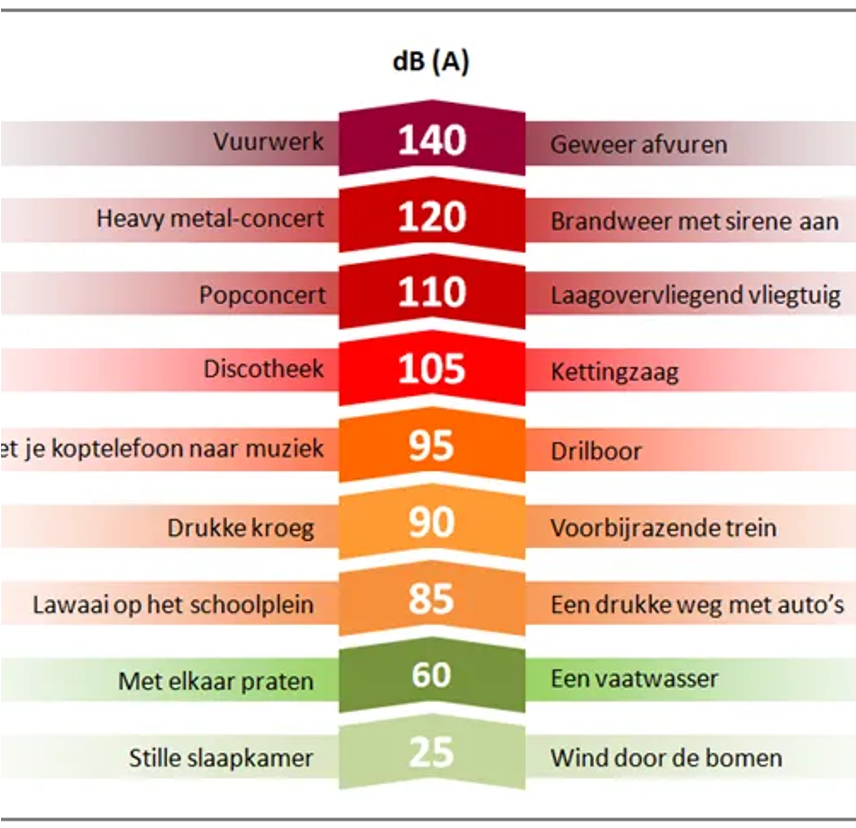 dB (A)
Vuurwerk 140 Geweer afvuren
Heavy metal-concert 120 Brandweer met sirene aan
Popconcert 110 Laagovervliegend vliegtuig
Discotheek 105 Kettingzaag
je koptelefoon naar muziek 95 Drilboor
Drukke kroeg 90 Voorbijrazende trein
Lawaai op het schoolplein 85 Een drukke weg met auto’s
Met elkaar praten 60 Een vaatwasser
Stille slaapkamer 25 Wind door de bomen